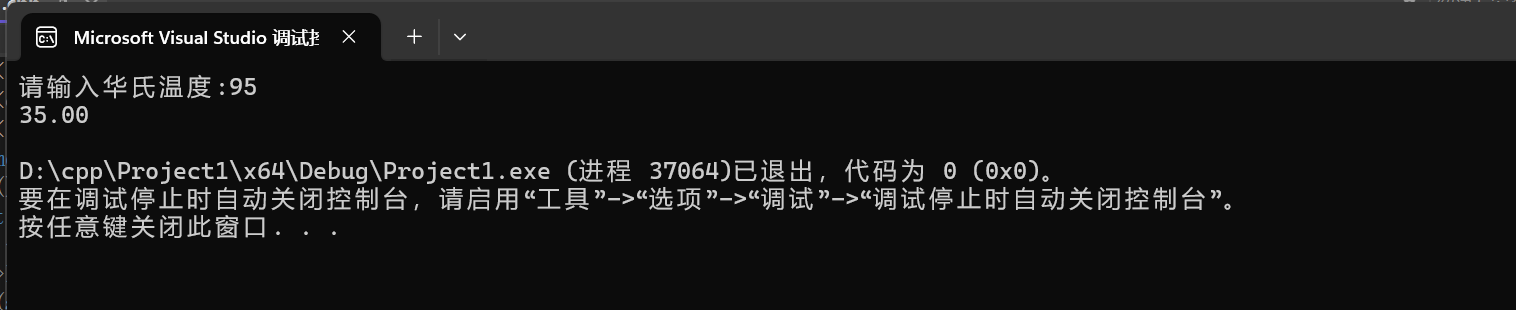 Microsoft Visual Studio 调试
请输入华氏温度:95
35.00
D:\cpp\Project1\x64\Debug\Project1.exe (进程 37064)已退出，代码为 0 (0x0)。
要在调试停止时自动关闭控制台，请启用“工具”->“选项”->“调试”->“调试停止时自动关闭控制台”。
按任意键关闭此窗口. . .